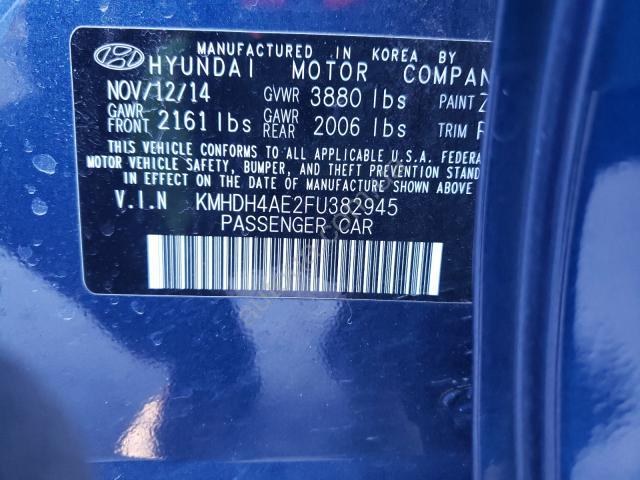 MANUFACTURED IN KOREA BY
HYUNDAI MOTOR COMPAN
NOV/12/14 GVWR 3880 lbs PAINT
GAWR FRONT 2161 lbs GAWR REAR 2006 lbs TRIM
THIS VEHICLE CONFORMS TO ALL APPLICABLE U.S.A. FEDERA
MOTOR VEHICLE SAFETY, BUMPER, AND THEFT PREVENTION STAND
IN EFFECT ON THE DATE OF MANUFACTURE SHOWN ABOVE.
V.I.N KMHDH4AE2FU382945
PASSENGER CAR